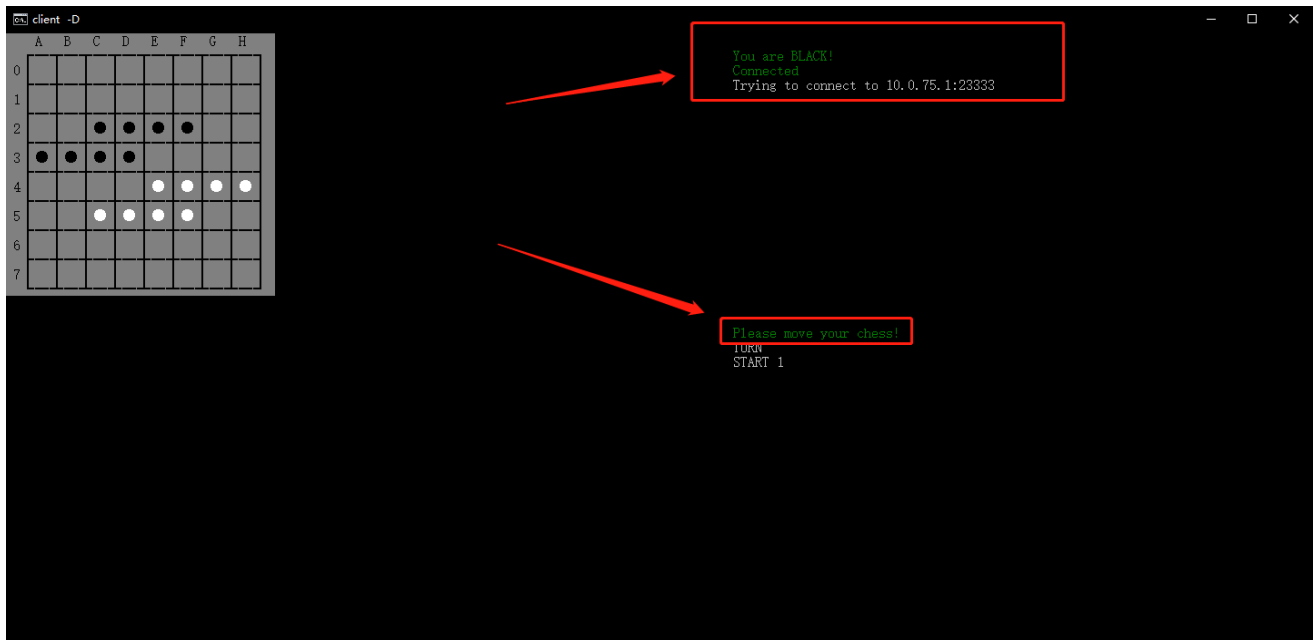 client -D
A B C D E F G H
0
1
2
3
4
5
6
7
You are BLACK!
Connected
Trying to connect to 10.0.75.1:23333
Please move your chess!
TURN
START 1